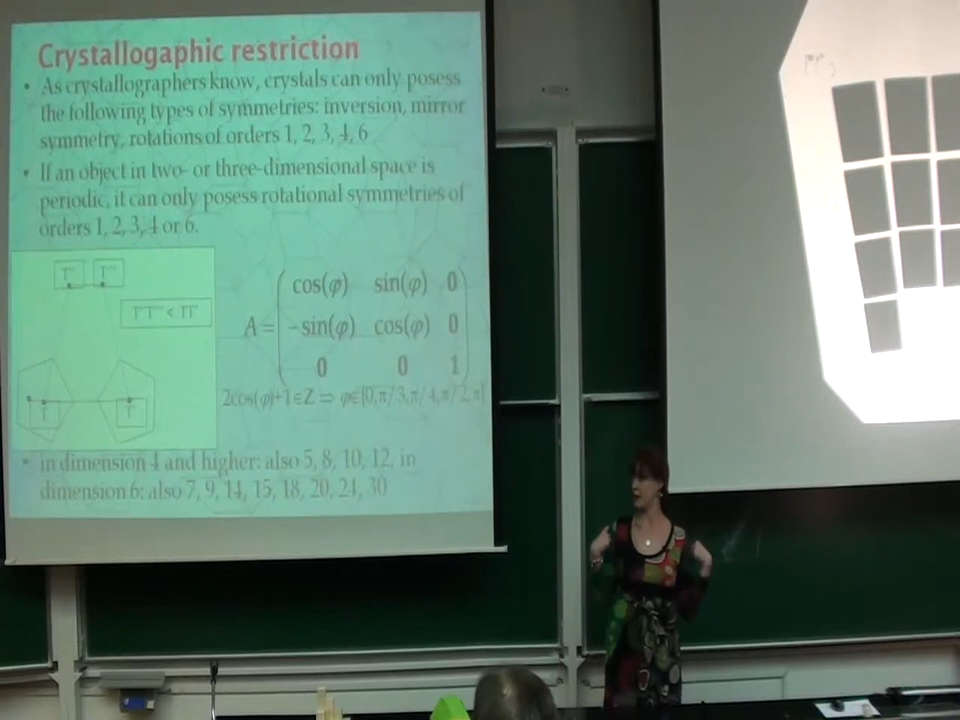 Crystallogaphic restriction
• As crystallographers know, crystals can only posess
the following types of symmetries: inversion, mirror
symmetry, rotations of orders 1, 2, 3, 4, 6
• If an object in two- or three-dimensional space is
periodic, it can only posess rotational symmetries of
orders 1, 2, 3, 4 or 6.
cos(φ) sin(φ) 0
A = -sin(φ) cos(φ) 0
0 0 1
2cos(φ)+1∈Z ⇒ φ∈{0,π/3,π/4,π/2,π}
• in dimension 4 and higher: also 5, 8, 10, 12, in
dimension 6: also 7, 9, 14, 15, 18, 20, 24, 30